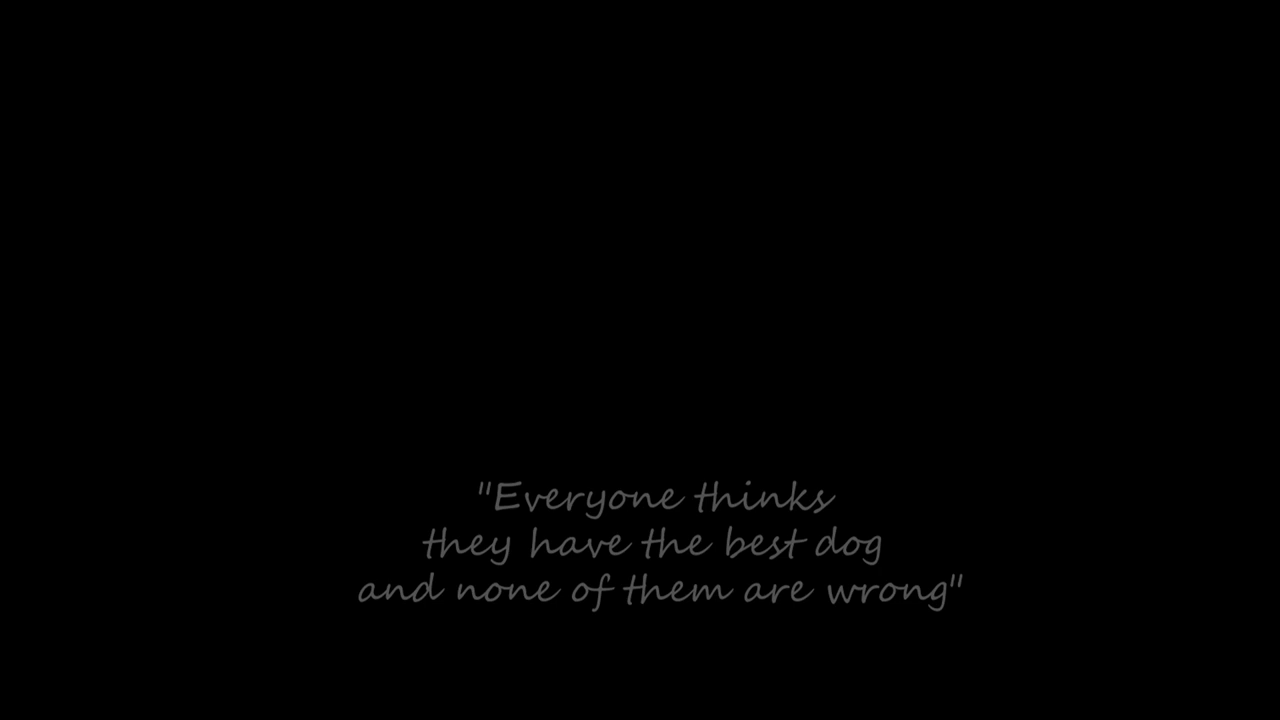 "Everyone thinks
they have the best dog
and none of them are wrong"